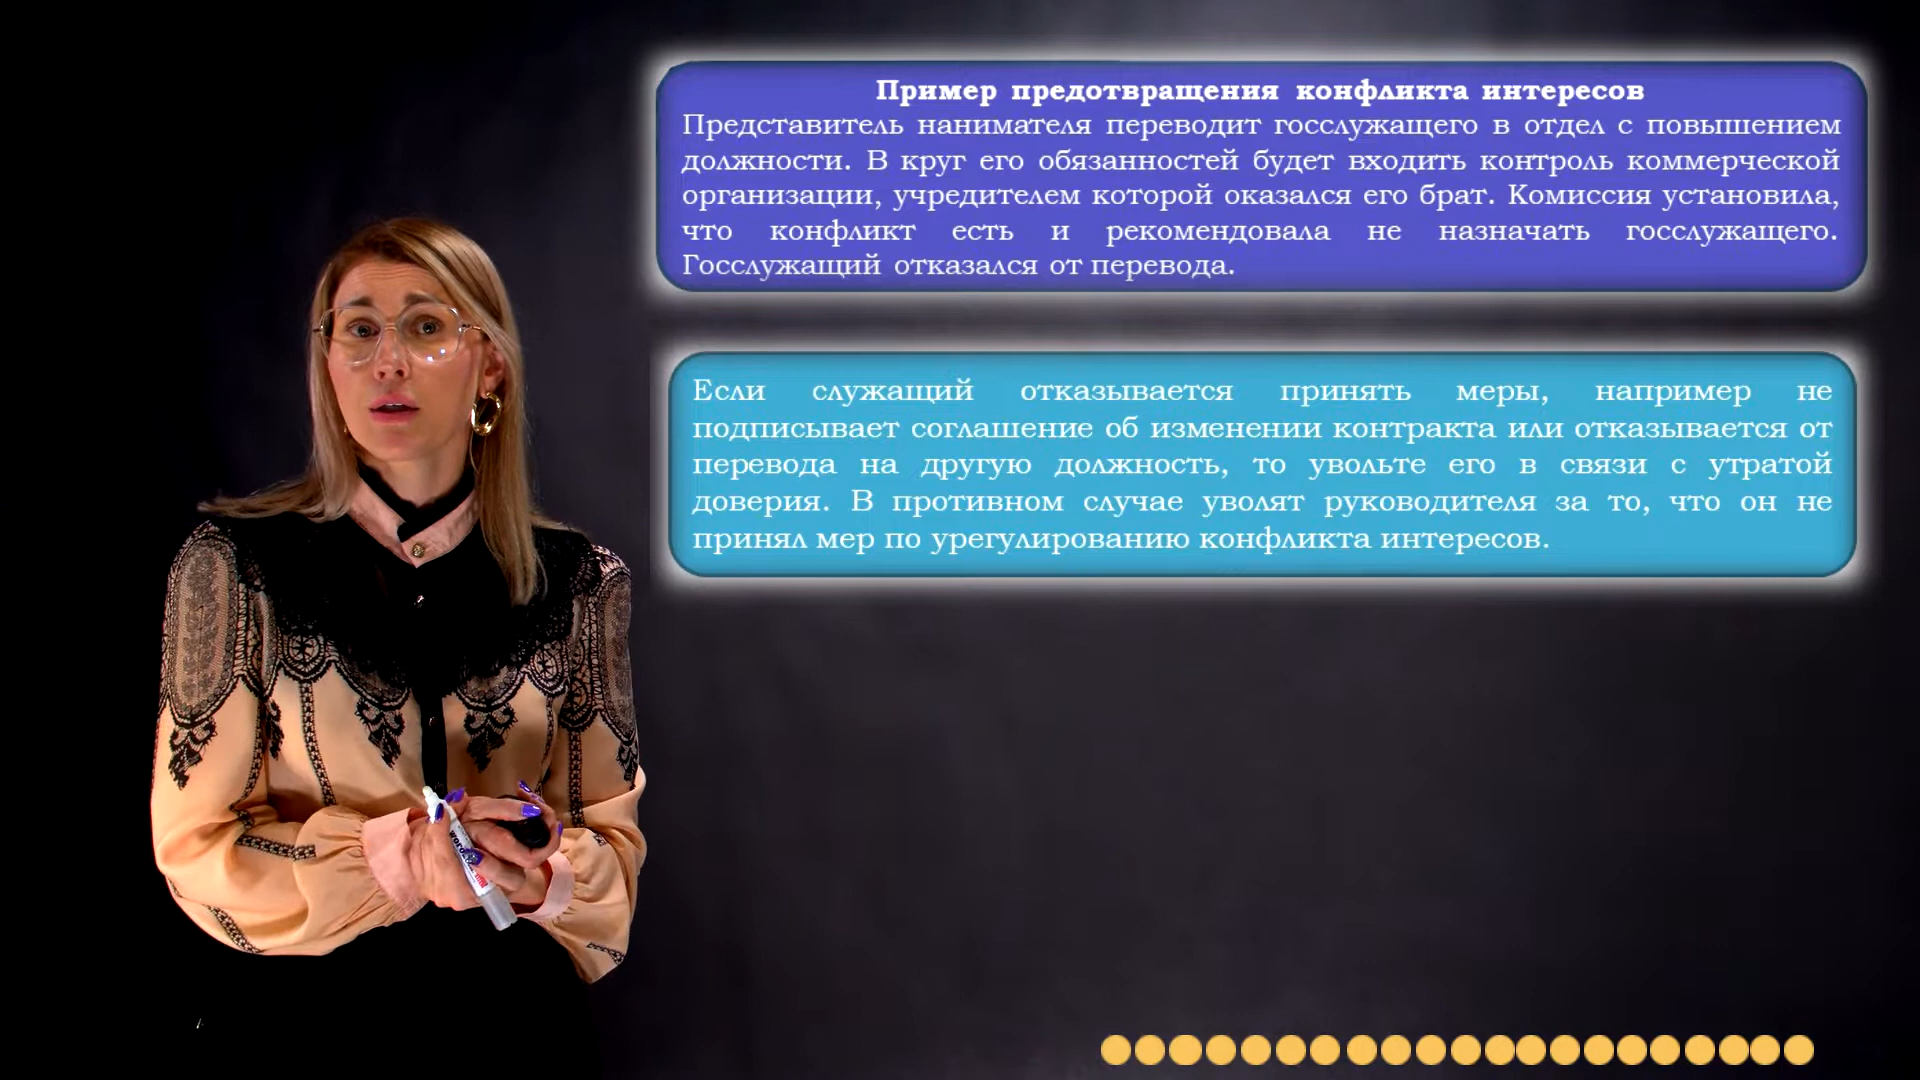 Пример предотвращения конфликта интересов
Представитель нанимателя переводит госслужащего в отдел с повышением
должности. В круг его обязанностей будет входить контроль коммерческой
организации, учредителем которой оказался его брат. Комиссия установила,
что конфликт есть и рекомендовала не назначать госслужащего.
Госслужащий отказался от перевода.
Если служащий отказывается принять меры, например не
подписывает соглашение об изменении контракта или отказывается от
перевода на другую должность, то увольте его в связи с утратой
доверия. В противном случае уволят руководителя за то, что он не
принял мер по урегулированию конфликта интересов.